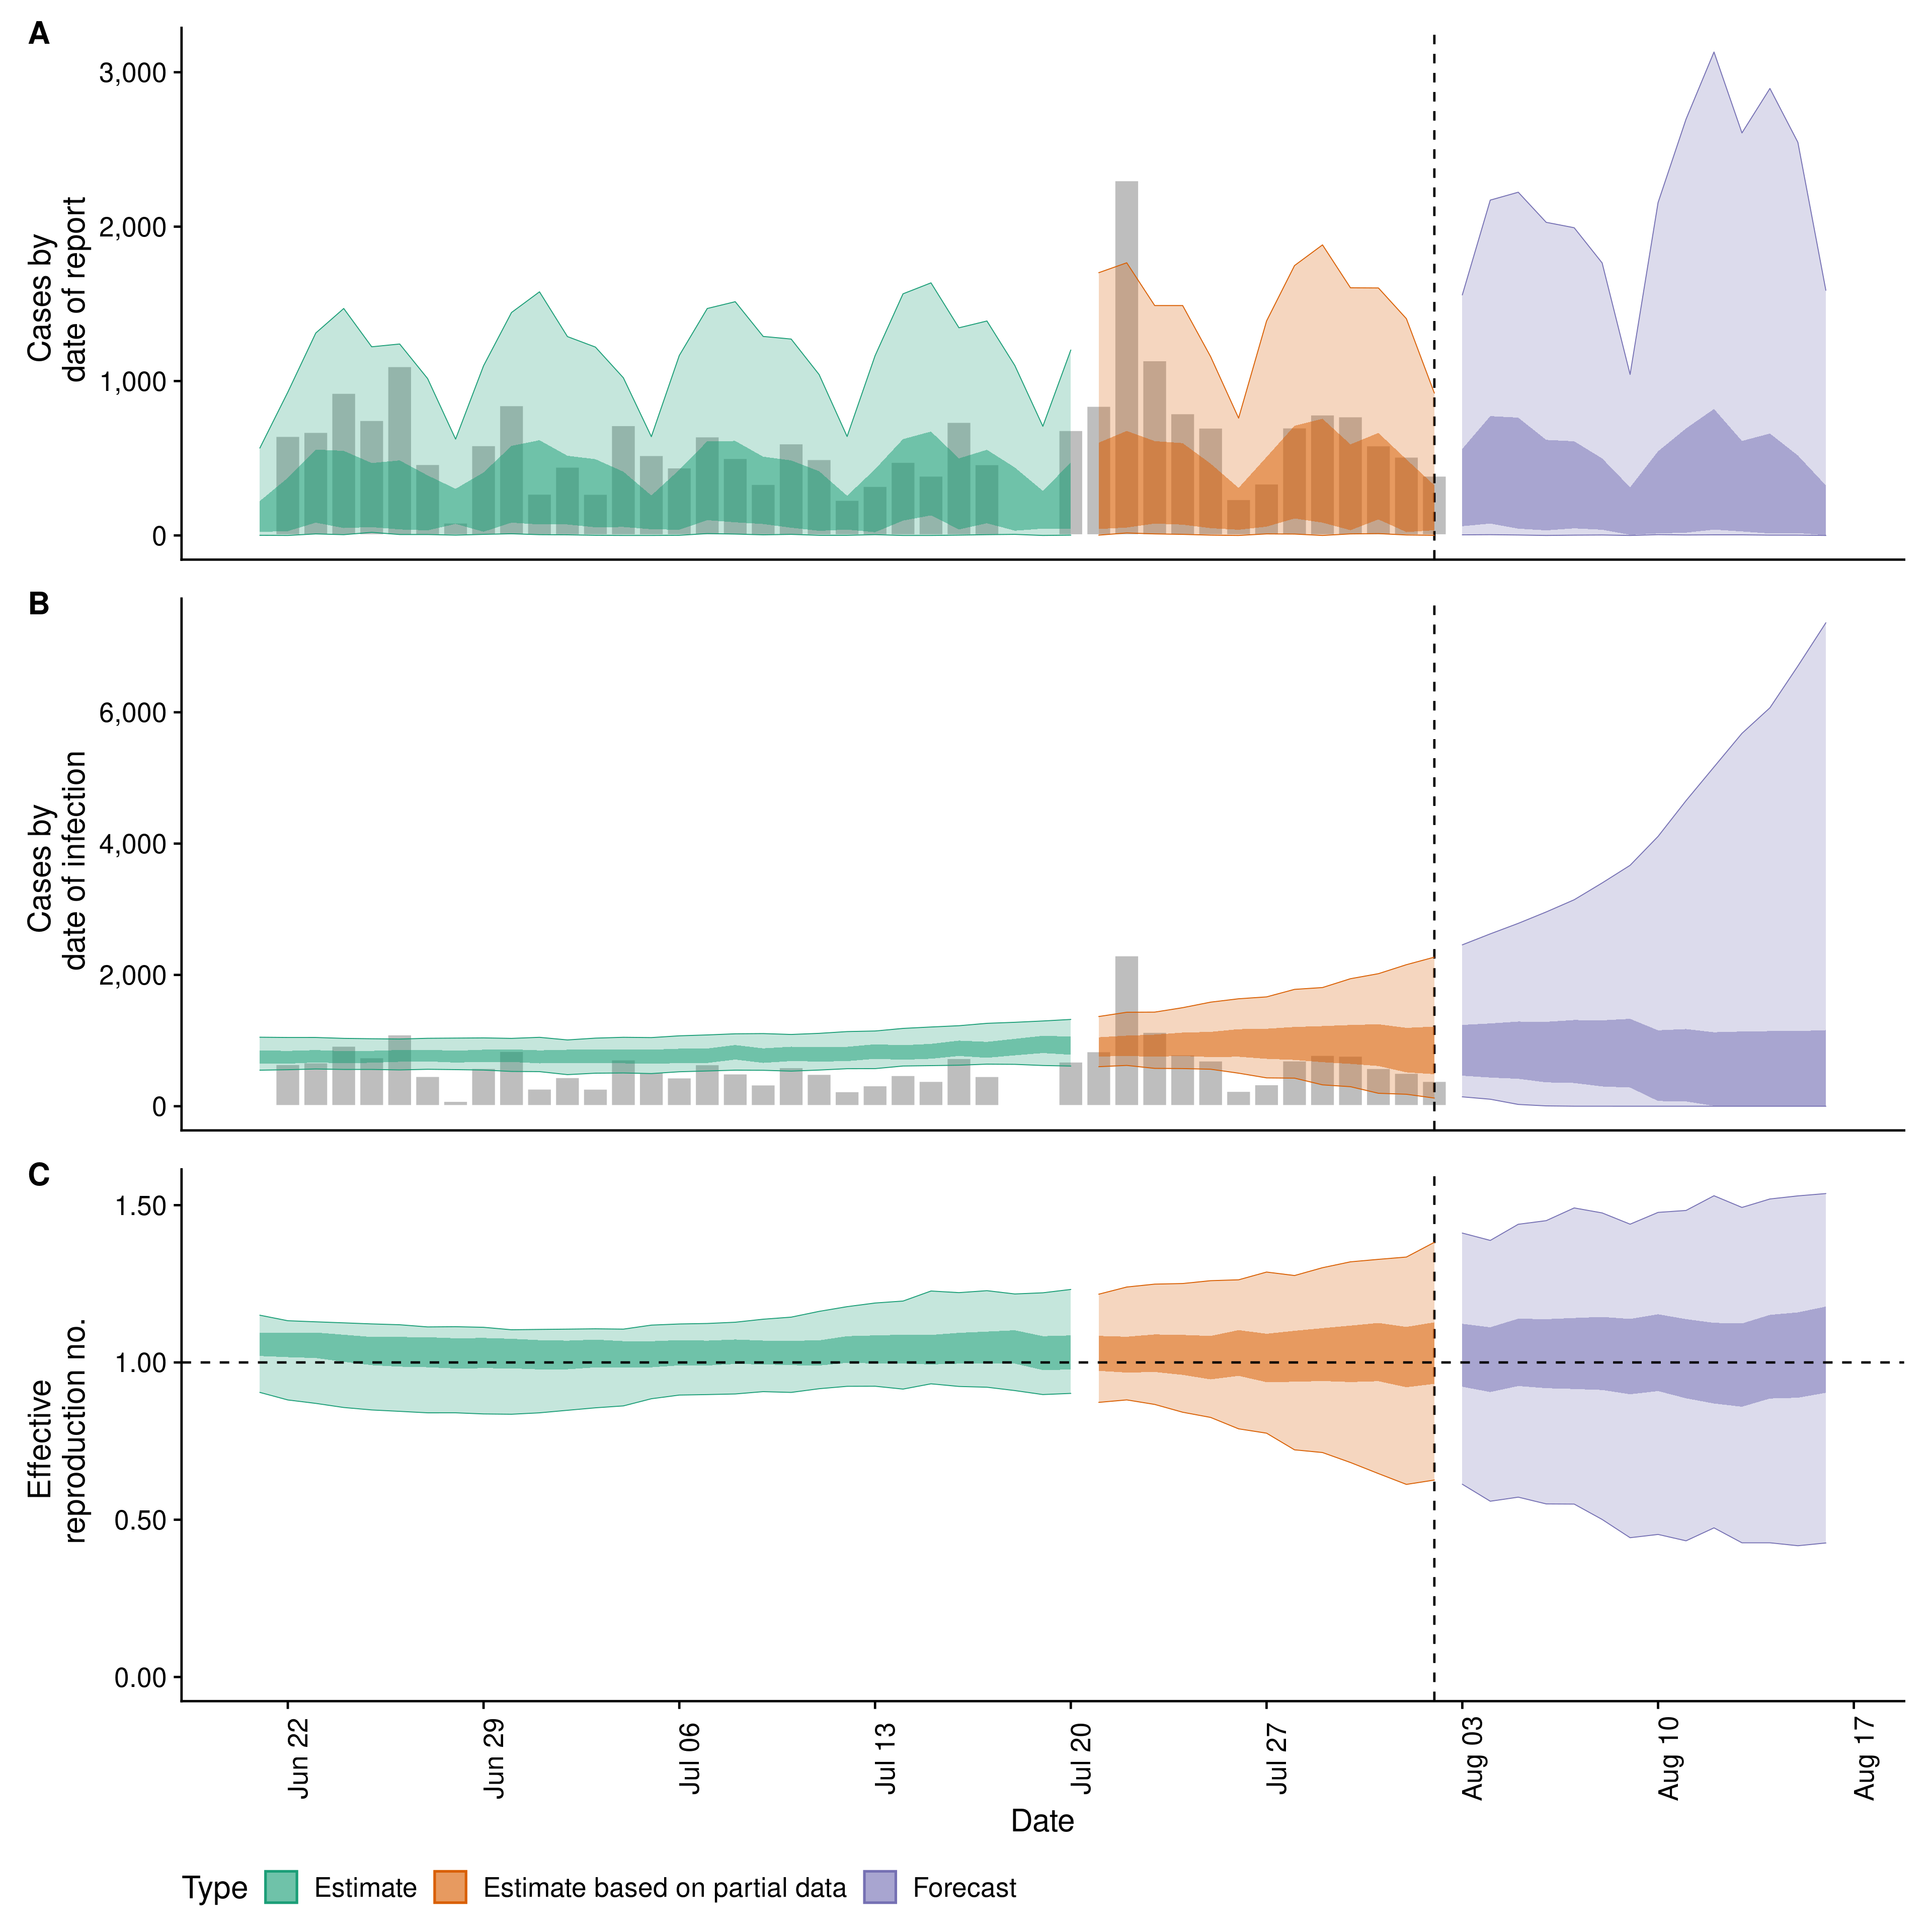 A
Cases by
date of report
3,000
2,000
1,000
0
B
Cases by
date of infection
6,000
4,000
2,000
0
C
Effective
reproduction no.
1.50
1.00
0.50
0.00
Jun 22
Jun 29
Jul 06
Jul 13
Jul 20
Jul 27
Aug 03
Aug 10
Aug 17
Date
Type Estimate Estimate based on partial data Forecast